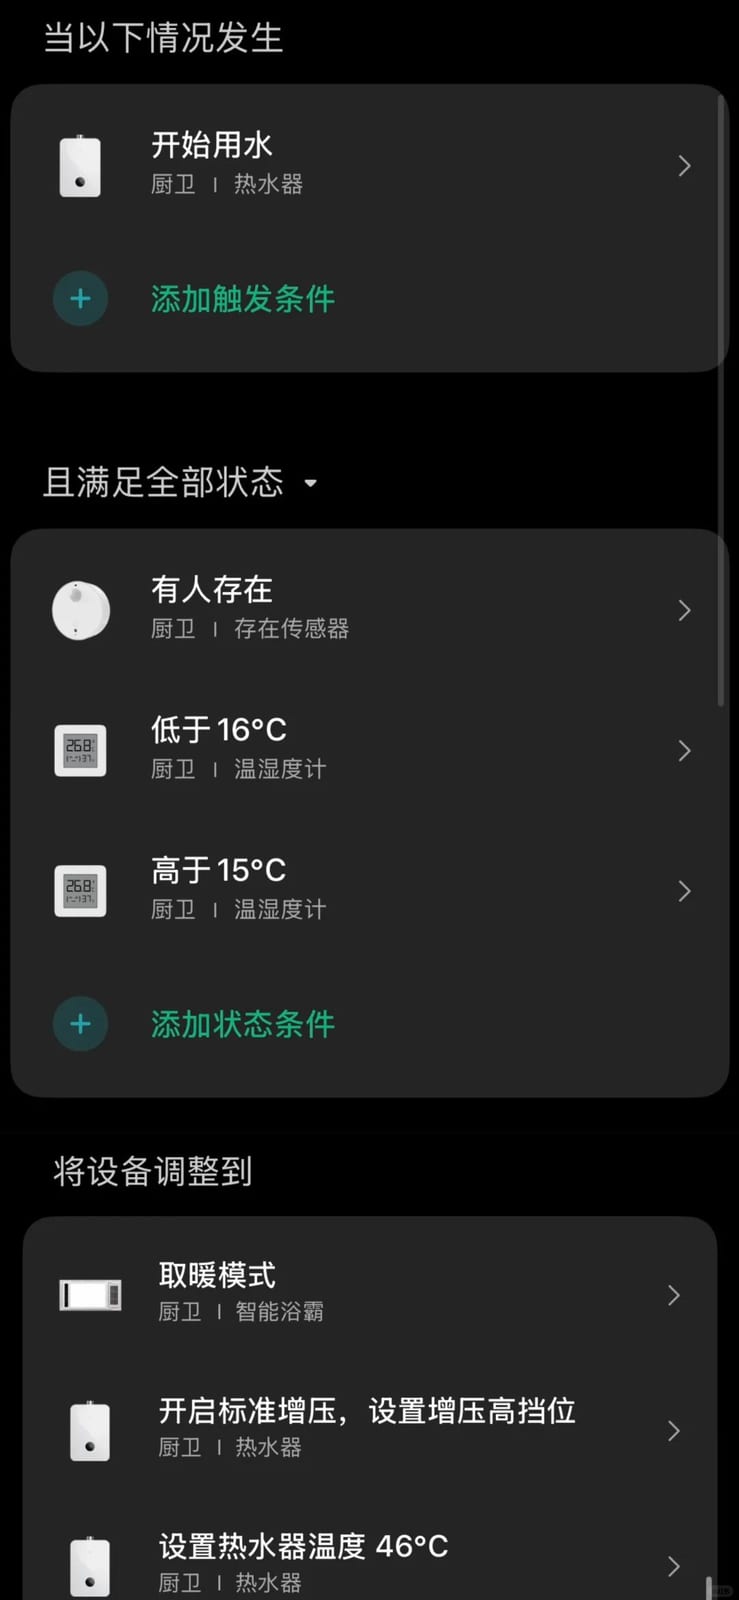 当以下情况发生
开始用水
厨卫 | 热水器
添加触发条件
且满足全部状态
有人存在
厨卫 | 存在传感器
低于 16°C
厨卫 | 温湿度计
高于 15°C
厨卫 | 温湿度计
添加状态条件
将设备调整到
取暖模式
厨卫 | 智能浴霸
开启标准增压，设置增压高挡位
厨卫 | 热水器
设置热水器温度 46°C
厨卫 | 热水器